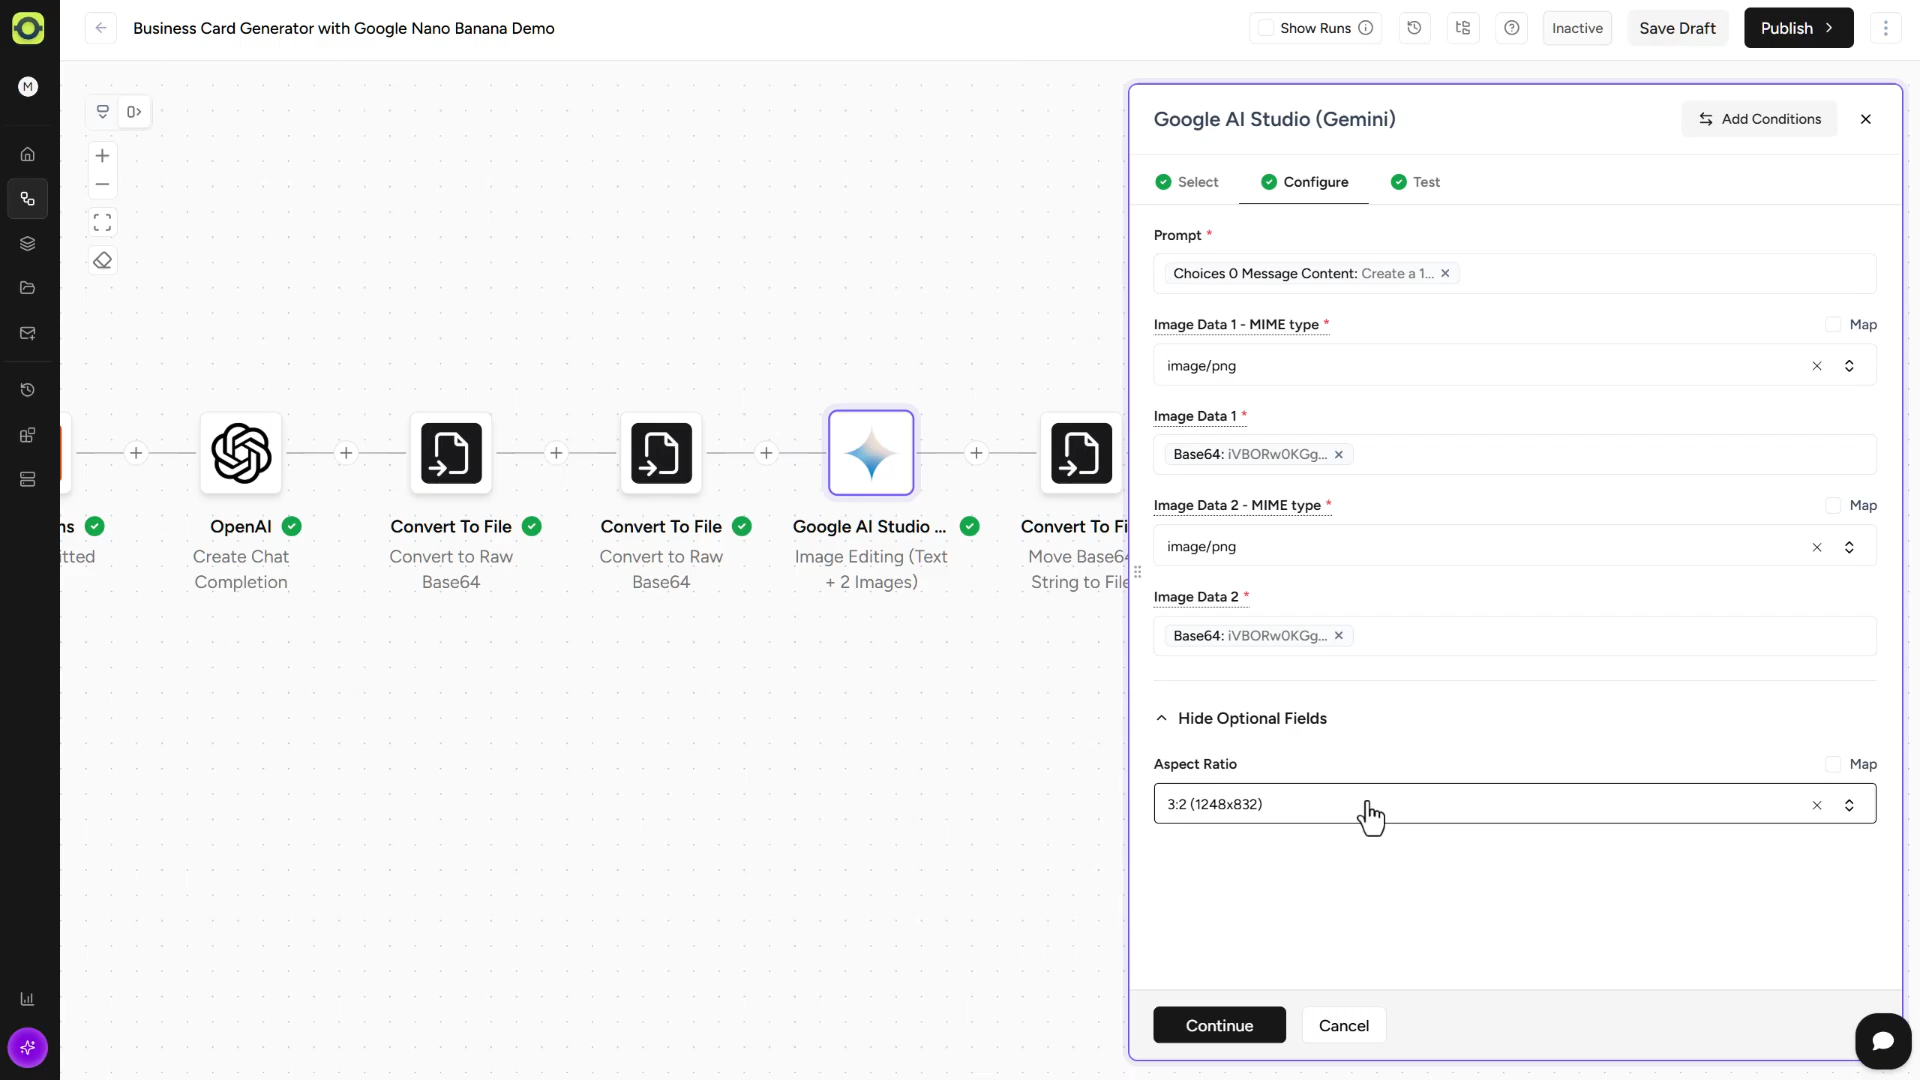 Business Card Generator with Google Nano Banana Demo
Show Runs
Inactive
Save Draft
Publish
M
Google AI Studio (Gemini)
Add Conditions
Select
Configure
Test
Prompt *
Choices 0 Message Content: Create a 1...
Image Data 1 - MIME type *
Map
image/png
Image Data 1 *
Base64: iVBORw0KGg...
Image Data 2 - MIME type *
Map
image/png
Image Data 2 *
Base64: iVBORw0KGg...
Hide Optional Fields
Aspect Ratio
Map
3:2 (1248x832)
Continue
Cancel
ns
itted
OpenAI
Create Chat
Completion
Convert To File
Convert to Raw
Base64
Convert To File
Convert to Raw
Base64
Google AI Studio ...
Image Editing (Text
+ 2 Images)
Convert To Fi
Move Base64
String to File